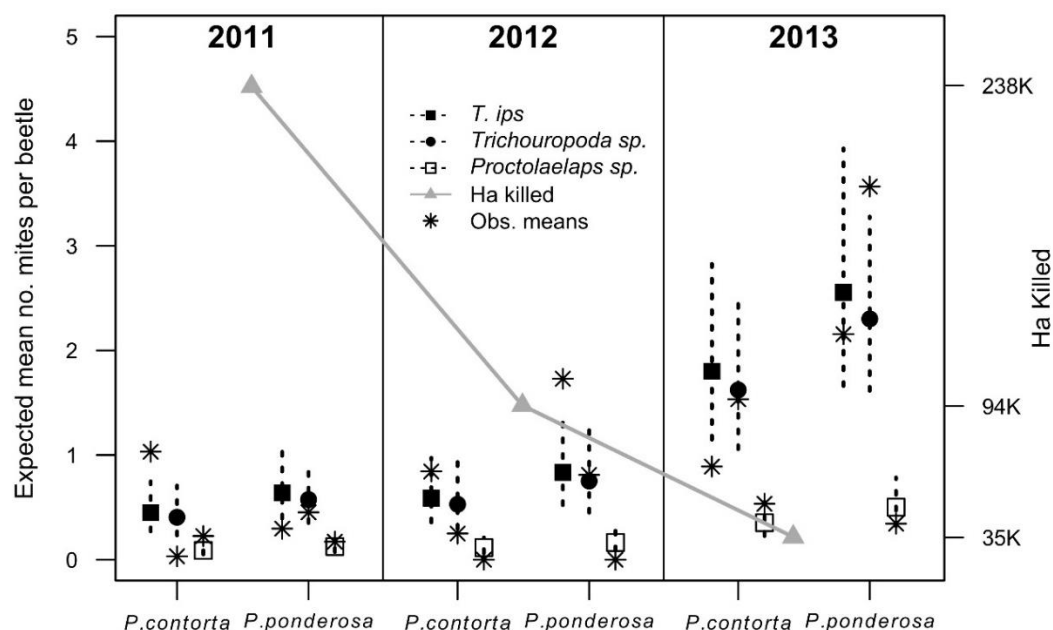 2011 2012 2013
5
4
3
2
1
0
Expected mean no. mites per beetle
T. ips
Trichouropoda sp.
Proctolaelaps sp.
Ha killed
Obs. means
238K
94K
35K
Ha Killed
P.contorta P.ponderosa P.contorta P.ponderosa P.contorta P.ponderosa